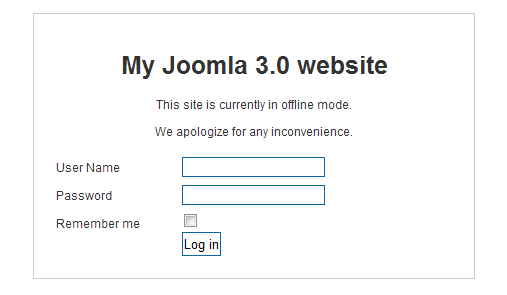 My Joomla 3.0 website
This site is currently in offline mode.
We apologize for any inconvenience.
User Name
Password
Remember me
Log in